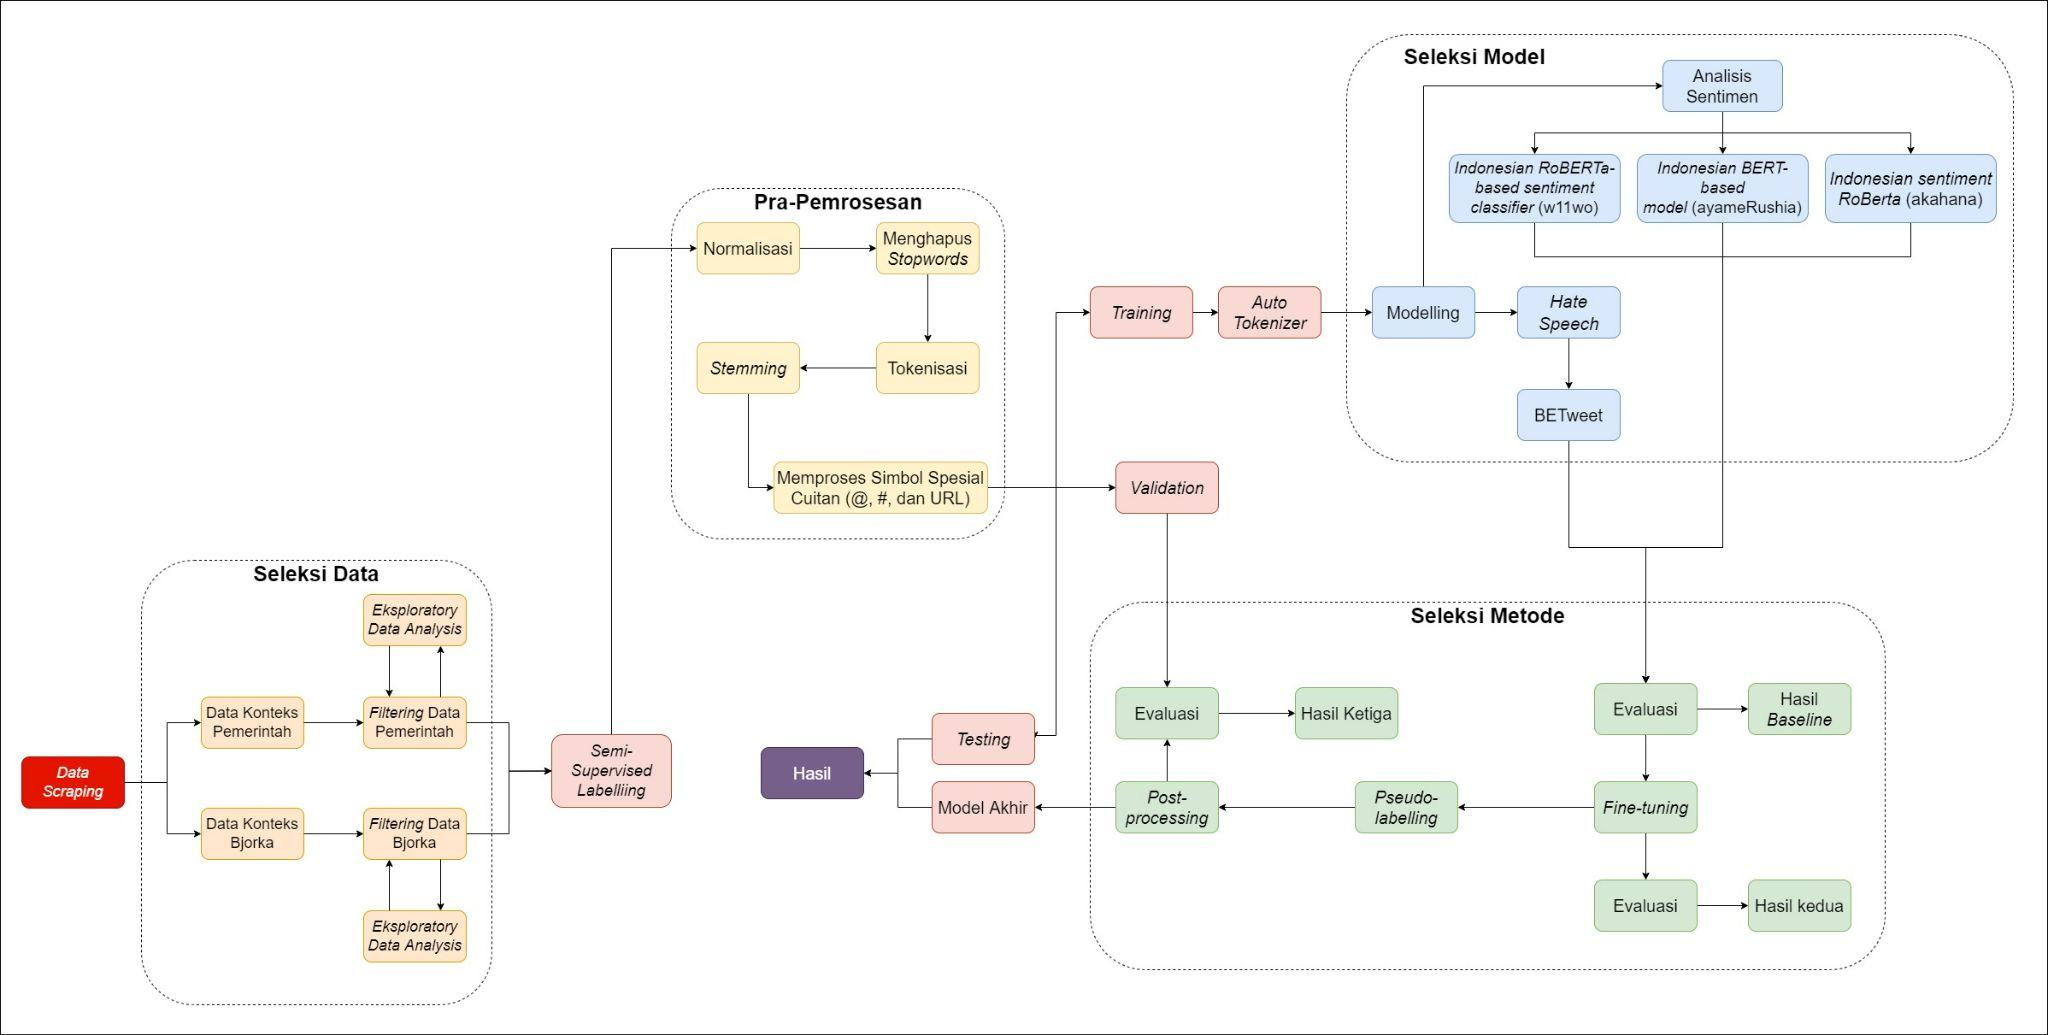 Seleksi Model
Analisis
Sentimen
Indonesian RoBERTa-
based sentiment
classifier (w11wo)
Indonesian BERT-
based
model (ayameRushia)
Indonesian sentiment
RoBerta (akahana)
Modelling
Hate
Speech
BETweet
Pra-Pemrosesan
Normalisasi
Menghapus
Stopwords
Stemming
Tokenisasi
Memproses Simbol Spesial
Cuitan (@, #, dan URL)
Training
Auto
Tokenizer
Validation
Seleksi Data
Eksploratory
Data Analysis
Data Konteks
Pemerintah
Filtering Data
Pemerintah
Data
Scraping
Data Konteks
Bjorka
Filtering Data
Bjorka
Eksploratory
Data Analysis
Semi-
Supervised
Labelliing
Hasil
Testing
Model Akhir
Seleksi Metode
Evaluasi
Hasil Ketiga
Evaluasi
Hasil
Baseline
Post-
processing
Pseudo-
labelling
Fine-tuning
Evaluasi
Hasil kedua